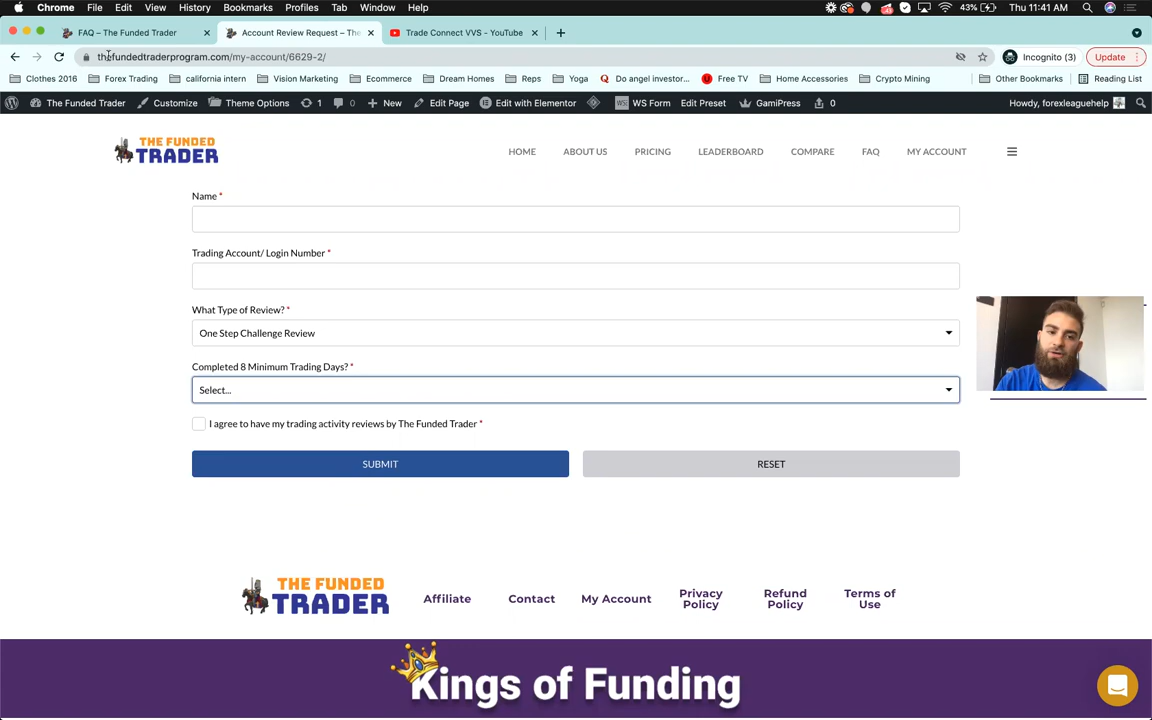 Chrome File Edit View History Bookmarks Profiles Tab Window Help 43% Thu 11:41 AM
FAQ – The Funded Trader Account Review Request – The Trade Connect VVS - YouTube
thefundedtraderprogram.com/my-account/6629-2/ Incognito (3) Update
Clothes 2016 Forex Trading california intern Vision Marketing Ecommerce Dream Homes Reps Yoga Do angel investor... Free TV Home Accessories Crypto Mining Other Bookmarks Reading List
The Funded Trader Customize Theme Options 1 0 New Edit Page Edit with Elementor WS Form Edit Preset GamiPress 0 Howdy, forexleaguehelp
THE FUNDED
TRADER
HOME ABOUT US PRICING LEADERBOARD COMPARE FAQ MY ACCOUNT
Name *
Trading Account/ Login Number *
What Type of Review? *
One Step Challenge Review
Completed 8 Minimum Trading Days? *
Select...
I agree to have my trading activity reviews by The Funded Trader *
SUBMIT RESET
THE FUNDED
TRADER
Affiliate Contact My Account Privacy Policy Refund Policy Terms of Use
Kings of Funding